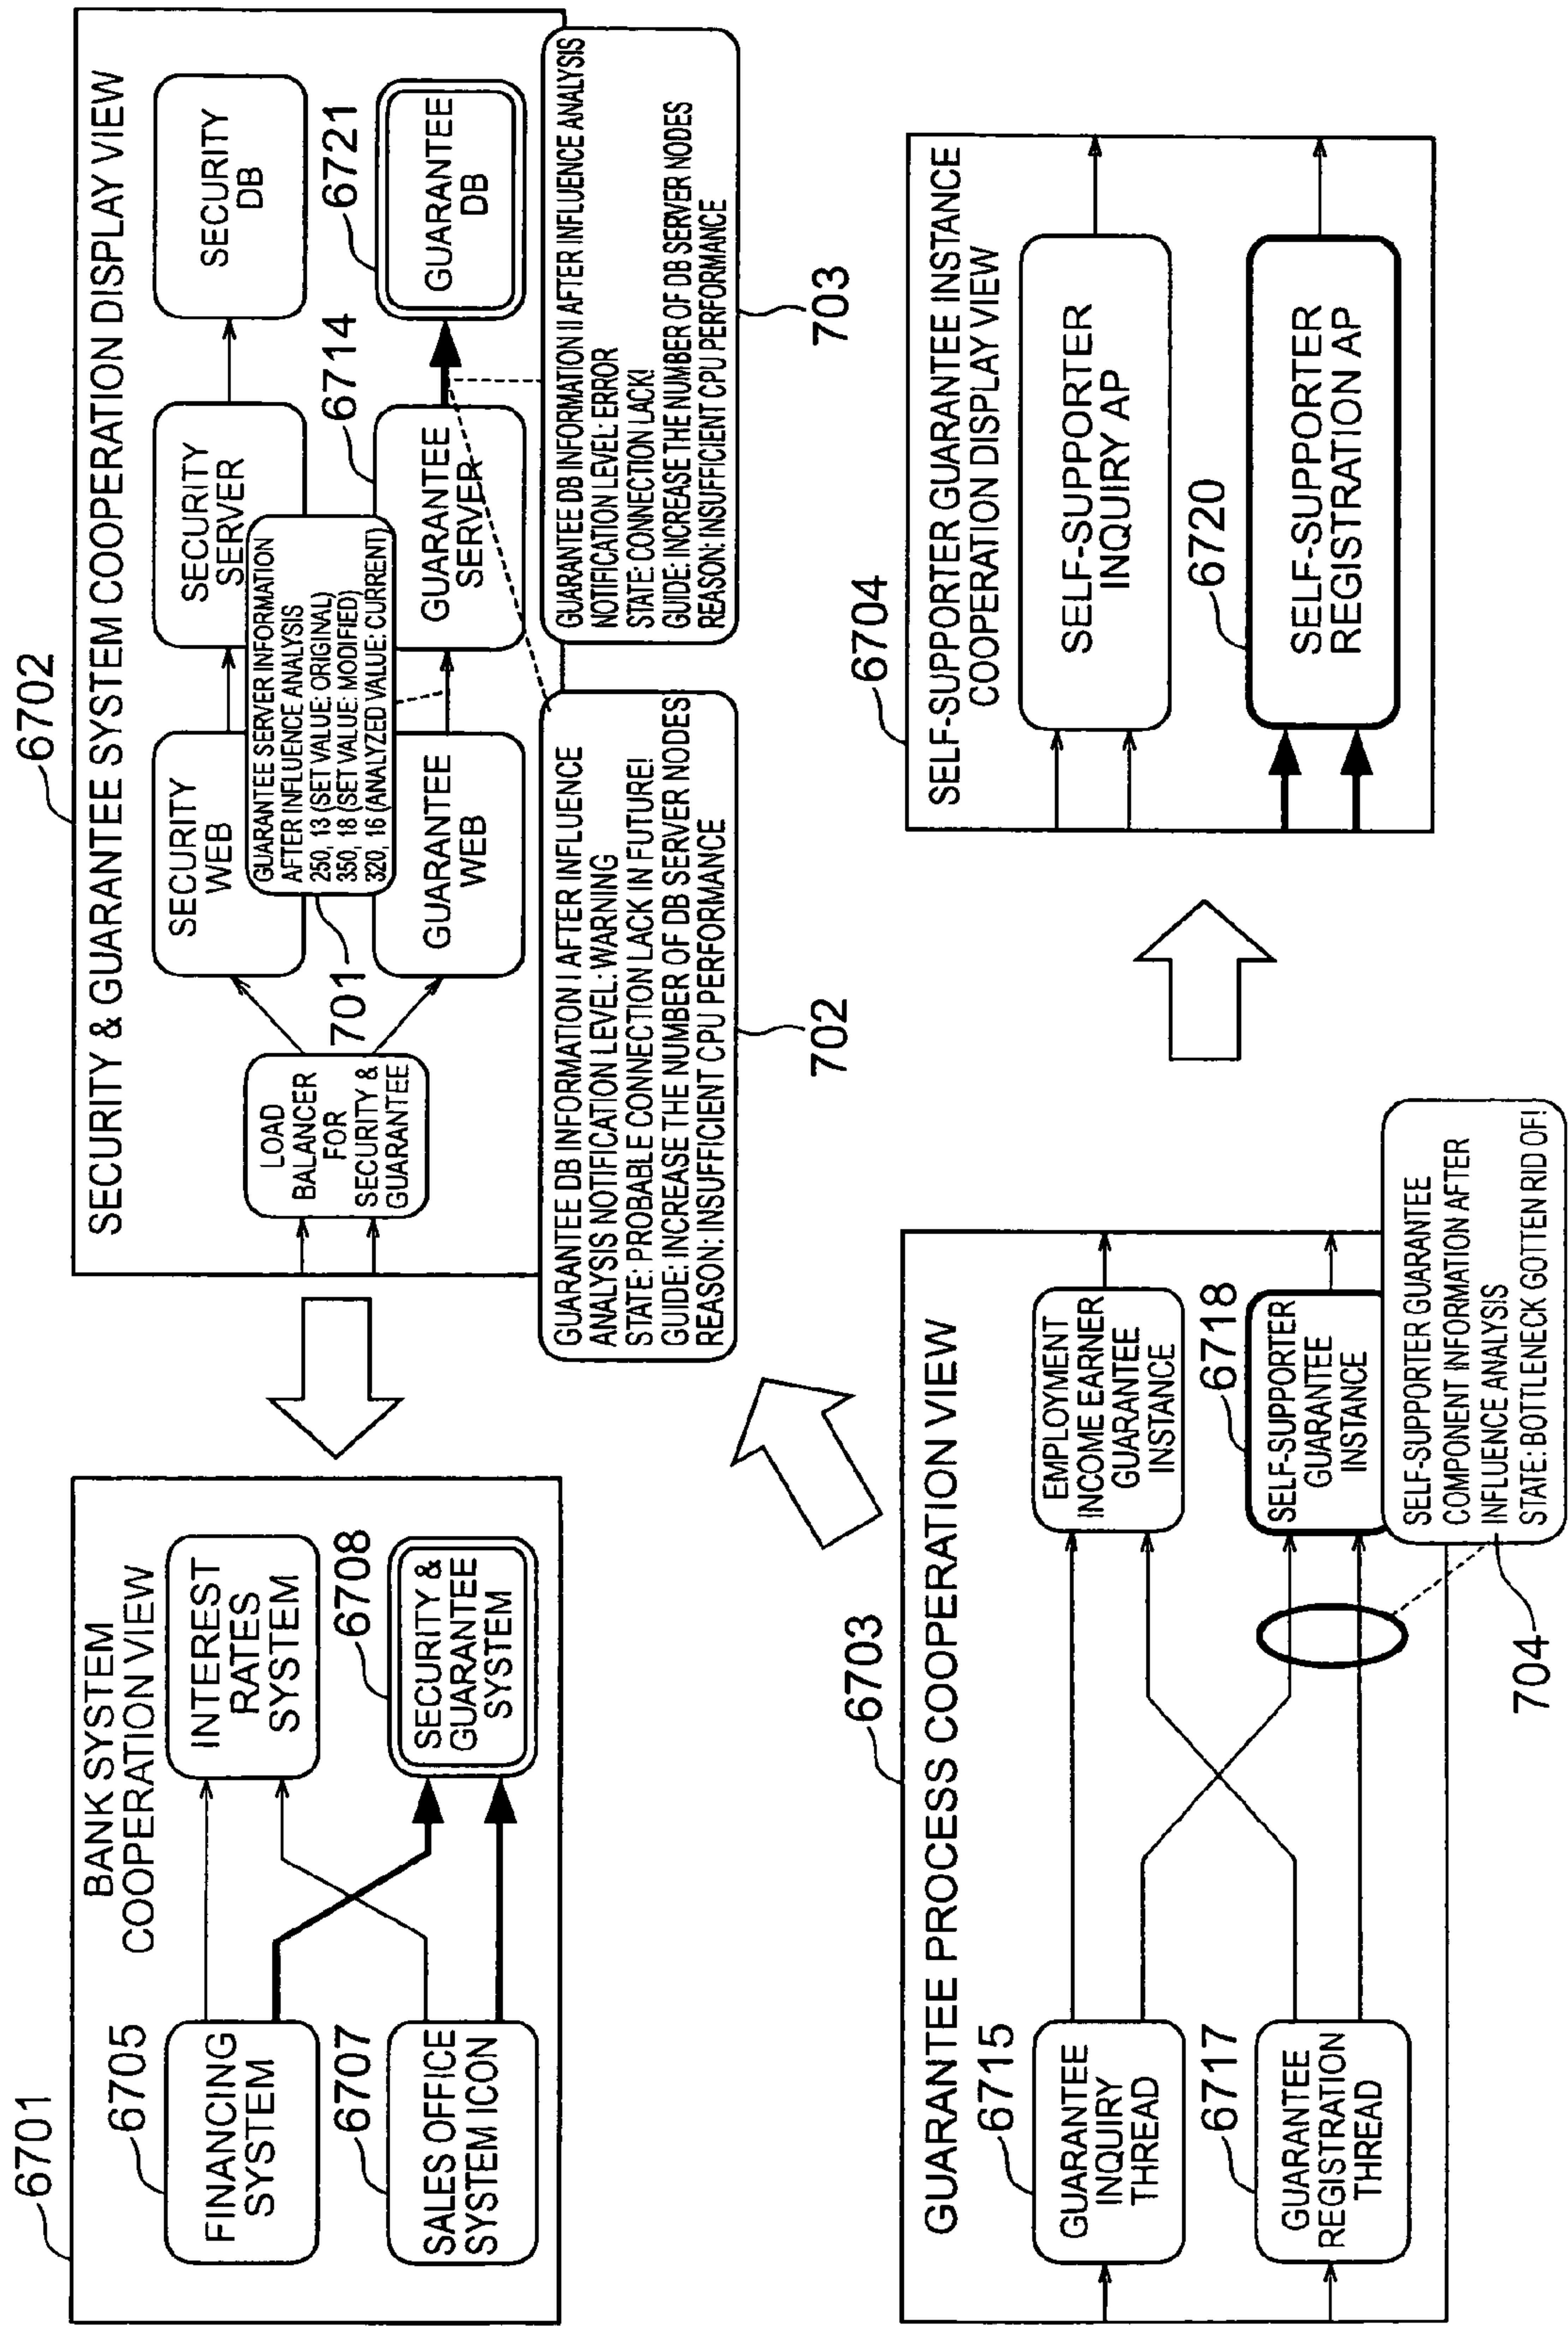 6701
BANK SYSTEM
COOPERATION VIEW
6705
FINANCING
SYSTEM
INTEREST
RATES
SYSTEM
6707
SALES OFFICE
SYSTEM ICON
6708
SECURITY &
GUARANTEE
SYSTEM
6702
SECURITY & GUARANTEE SYSTEM COOPERATION DISPLAY VIEW
LOAD
BALANCER
FOR
SECURITY &
GUARANTEE
SECURITY
WEB
SECURITY
SERVER
SECURITY
DB
701
GUARANTEE SERVER INFORMATION
AFTER INFLUENCE ANALYSIS
250, 13 (SET VALUE: ORIGINAL)
350, 18 (SET VALUE: MODIFIED)
320, 16 (ANALYZED VALUE: CURRENT)
6714
6721
GUARANTEE
WEB
GUARANTEE
SERVER
GUARANTEE
DB
GUARANTEE DB INFORMATION I AFTER INFLUENCE
ANALYSIS NOTIFICATION LEVEL: WARNING
STATE: PROBABLE CONNECTION LACK IN FUTURE!
GUIDE: INCREASE THE NUMBER OF DB SERVER NODES
REASON: INSUFFICIENT CPU PERFORMANCE
702
GUARANTEE DB INFORMATION II AFTER INFLUENCE ANALYSIS
NOTIFICATION LEVEL: ERROR
STATE: CONNECTION LACK!
GUIDE: INCREASE THE NUMBER OF DB SERVER NODES
REASON: INSUFFICIENT CPU PERFORMANCE
703
6703
GUARANTEE PROCESS COOPERATION VIEW
6715
GUARANTEE
INQUIRY
THREAD
EMPLOYMENT
INCOME EARNER
GUARANTEE
INSTANCE
6717
GUARANTEE
REGISTRATION
THREAD
6718
SELF-SUPPORTER
GUARANTEE
INSTANCE
SELF-SUPPORTER GUARANTEE
COMPONENT INFORMATION AFTER
INFLUENCE ANALYSIS
STATE: BOTTLENECK GOTTEN RID OF!
704
6704
SELF-SUPPORTER GUARANTEE INSTANCE
COOPERATION DISPLAY VIEW
SELF-SUPPORTER
INQUIRY AP
6720
SELF-SUPPORTER
REGISTRATION AP